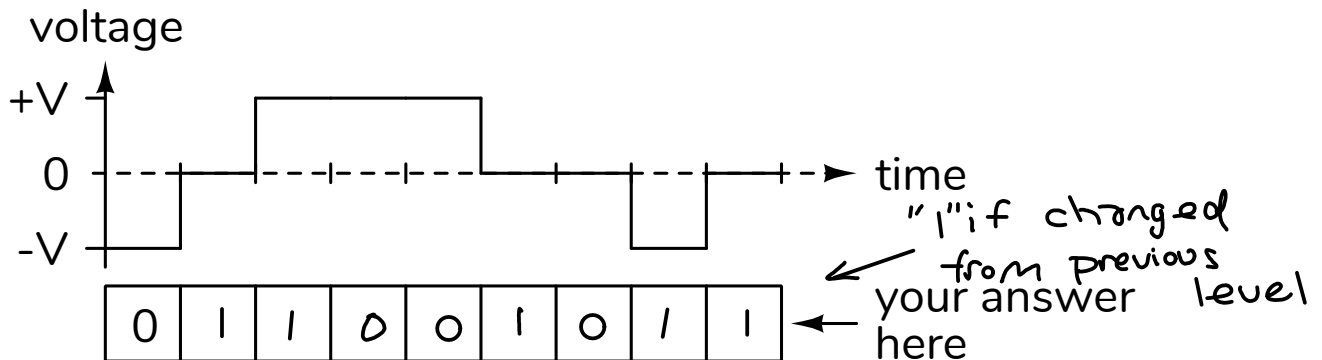 voltage
+V
0
-V
time
"1" if changed
from previous
level
0 1 1 0 0 1 0 1 1
your answer
here